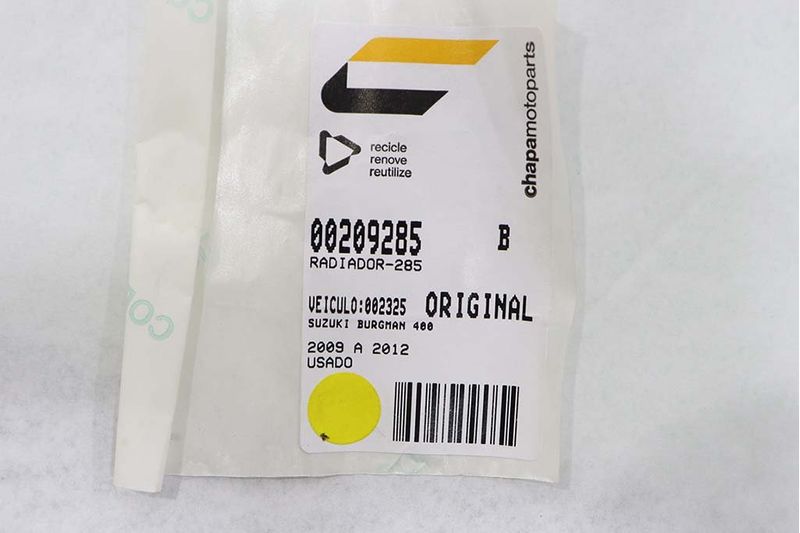 chapamotoparts
recicle
renove
reutilize
00209285 B
RADIADOR-285
VEICULO:002325 ORIGINAL
SUZUKI BURGMAN 400
2009 A 2012
USADO